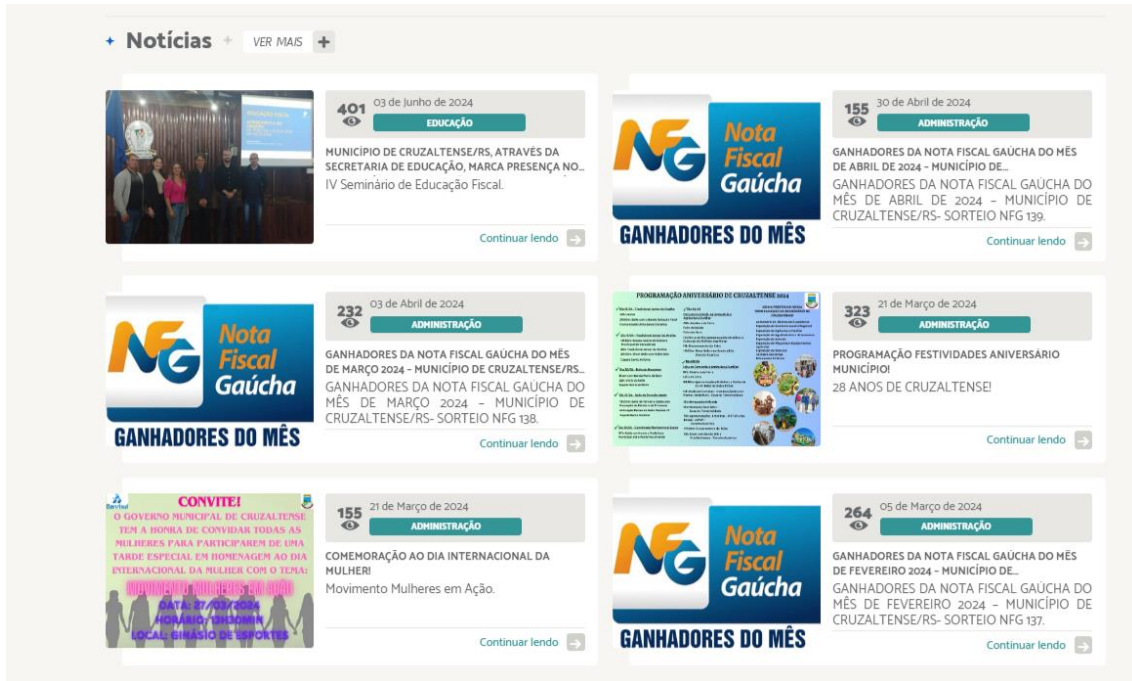 Notícias
VER MAIS +
EDUCAÇÃO FISCAL
401
03 de Junho de 2024
EDUCAÇÃO
MUNICÍPIO DE CRUZALTENSE/RS, ATRAVÉS DA
SECRETARIA DE EDUCAÇÃO, MARCA PRESENÇA NO...
IV Seminário de Educação Fiscal.
Continuar lendo
NFG
Nota
Fiscal
Gaúcha
GANHADORES DO MÊS
155
30 de Abril de 2024
ADMINISTRAÇÃO
GANHADORES DA NOTA FISCAL GAÚCHA DO MÊS
DE ABRIL DE 2024 – MUNICÍPIO DE...
GANHADORES DA NOTA FISCAL GAÚCHA DO
MÊS DE ABRIL DE 2024 – MUNICÍPIO DE
CRUZALTENSE/RS- SORTEIO NFG 139.
Continuar lendo
NFG
Nota
Fiscal
Gaúcha
GANHADORES DO MÊS
232
03 de Abril de 2024
ADMINISTRAÇÃO
GANHADORES DA NOTA FISCAL GAÚCHA DO MÊS
DE MARÇO 2024 – MUNICÍPIO DE CRUZALTENSE/RS...
GANHADORES DA NOTA FISCAL GAÚCHA DO
MÊS DE MARÇO 2024 – MUNICÍPIO DE
CRUZALTENSE/RS- SORTEIO NFG 138.
Continuar lendo
PROGRAMAÇÃO ANIVERSÁRIO DE CRUZALTENSE 2024
323
21 de Março de 2024
ADMINISTRAÇÃO
PROGRAMAÇÃO FESTIVIDADES ANIVERSÁRIO
MUNICÍPIO!
28 ANOS DE CRUZALTENSE!
Continuar lendo
CONVITE!
O GOVERNO MUNICIPAL DE CRUZALTENSE
TEM A HONRA DE CONVIDAR TODAS AS
MULHERES PARA PARTICIPAREM DE UMA
TARDE ESPECIAL EM HOMENAGEM AO DIA
INTERNACIONAL DA MULHER COM O TEMA:
MOVIMENTO MULHERES EM AÇÃO
DATA: 27/03/2024
HORÁRIO: 13H30MIN
LOCAL: GINÁSIO DE ESPORTES
155
21 de Março de 2024
ADMINISTRAÇÃO
COMEMORAÇÃO AO DIA INTERNACIONAL DA
MULHER!
Movimento Mulheres em Ação.
Continuar lendo
NFG
Nota
Fiscal
Gaúcha
GANHADORES DO MÊS
264
05 de Março de 2024
ADMINISTRAÇÃO
GANHADORES DA NOTA FISCAL GAÚCHA DO MÊS
DE FEVEREIRO 2024 – MUNICÍPIO DE...
GANHADORES DA NOTA FISCAL GAÚCHA DO
MÊS DE FEVEREIRO 2024 – MUNICÍPIO DE
CRUZALTENSE/RS- SORTEIO NFG 137.
Continuar lendo